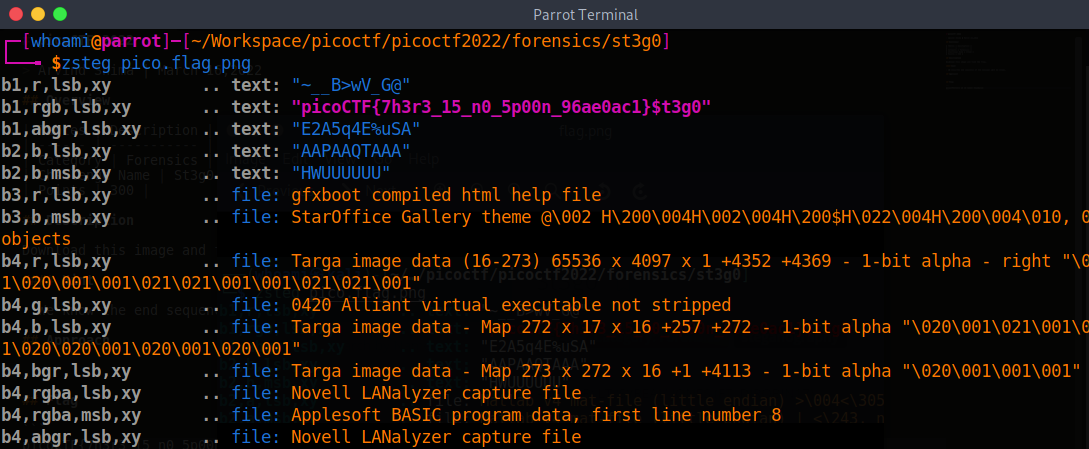 Parrot Terminal
┌─[whoami@parrot]─[~/Workspace/picoctf/picoctf2022/forensics/st3g0]
└──╼ $zsteg pico.flag.png
b1,r,lsb,xy .. text: "~__B>wV_G@"
b1,rgb,lsb,xy .. text: "picoCTF{7h3r3_15_n0_5p00n_96ae0ac1}$t3g0"
b1,abgr,lsb,xy .. text: "E2A5q4E%uSA"
b2,b,lsb,xy .. text: "AAPAAQTAAA"
b2,b,msb,xy .. text: "HWUUUUUU"
b3,r,lsb,xy .. file: gfxboot compiled html help file
b3,b,msb,xy .. file: StarOffice Gallery theme @\002 H\200\004H\002\004H\200$H\022\004H\200\004\010, 0
objects
b4,r,lsb,xy .. file: Targa image data (16-273) 65536 x 4097 x 1 +4352 +4369 - 1-bit alpha - right "\0
1\020\001\001\021\021\001\001\021\021\001"
b4,g,lsb,xy .. file: 0420 Alliant virtual executable not stripped
b4,b,lsb,xy .. file: Targa image data - Map 272 x 17 x 16 +257 +272 - 1-bit alpha "\020\001\021\001\0
1\020\020\001\020\001\020\001"
b4,bgr,lsb,xy .. file: Targa image data - Map 273 x 272 x 16 +1 +4113 - 1-bit alpha "\020\001\001\001"
b4,rgba,lsb,xy .. file: Novell LANalyzer capture file
b4,rgba,msb,xy .. file: Applesoft BASIC program data, first line number 8
b4,abgr,lsb,xy .. file: Novell LANalyzer capture file